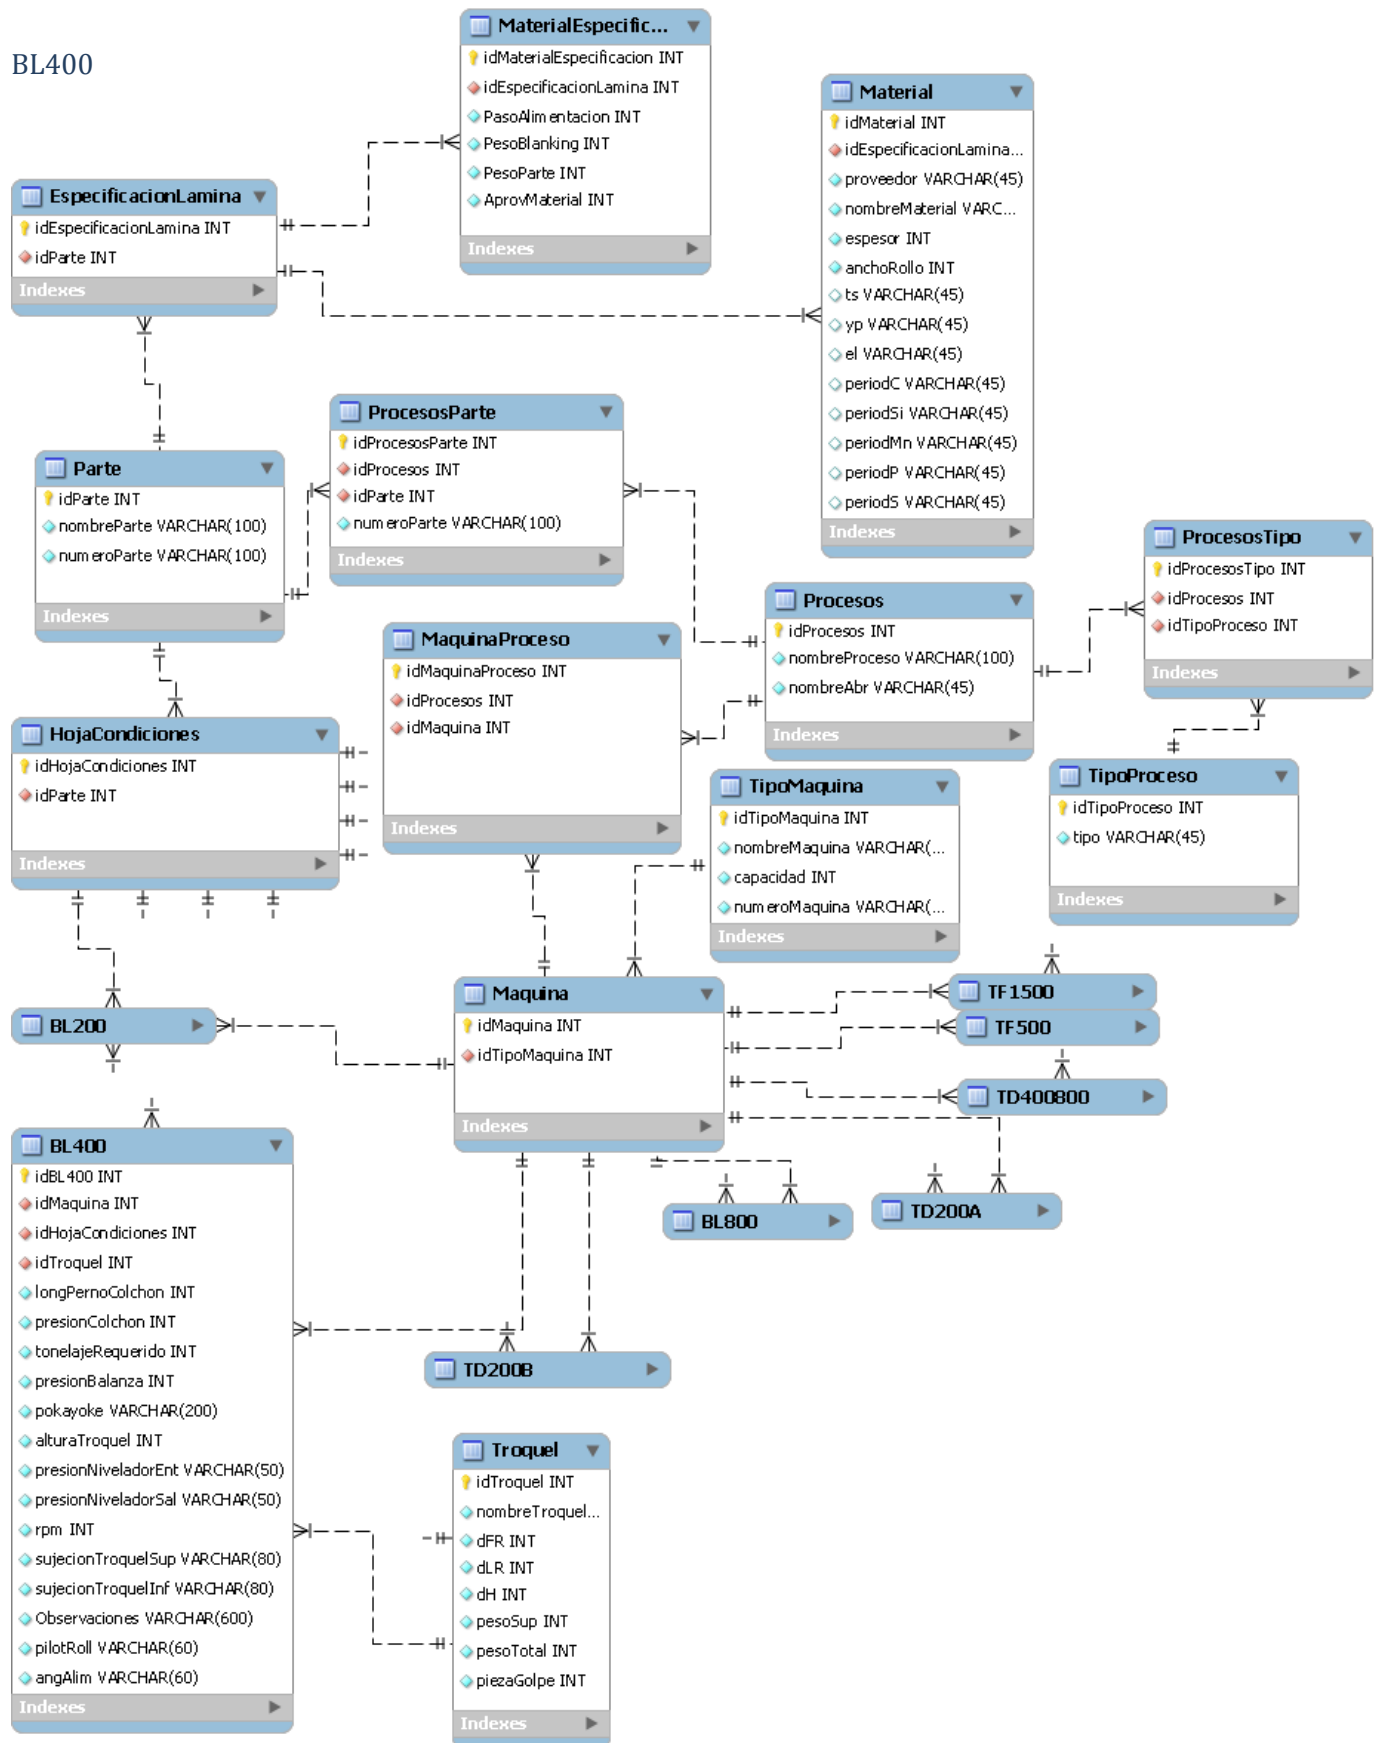 BL400
MaterialEspecific...
idMaterialEspecificacion INT
idEspecificacionLamina INT
PasoAlimentacion INT
PesoBlanking INT
PesoParte INT
AprovMaterial INT
Indexes
Material
idMaterial INT
idEspecificacionLamina...
proveedor VARCHAR(45)
nombreMaterial VARC...
espesor INT
anchoRollo INT
ts VARCHAR(45)
yp VARCHAR(45)
el VARCHAR(45)
periodC VARCHAR(45)
periodSi VARCHAR(45)
periodMn VARCHAR(45)
periodP VARCHAR(45)
periodS VARCHAR(45)
Indexes
EspecificacionLamina
idEspecificacionLamina INT
idParte INT
Indexes
ProcesosParte
idProcesosParte INT
idProcesos INT
idParte INT
numeroParte VARCHAR(100)
Indexes
Parte
idParte INT
nombreParte VARCHAR(100)
numeroParte VARCHAR(100)
Indexes
ProcesosTipo
idProcesosTipo INT
idProcesos INT
idTipoProceso INT
Indexes
Procesos
idProcesos INT
nombreProceso VARCHAR(100)
nombreAbr VARCHAR(45)
Indexes
MaquinaProceso
idMaquinaProceso INT
idProcesos INT
idMaquina INT
Indexes
HojaCondiciones
idHojaCondiciones INT
idParte INT
Indexes
TipoMaquina
idTipoMaquina INT
nombreMaquina VARCHAR(...
capacidad INT
numeroMaquina VARCHAR(...
Indexes
TipoProceso
idTipoProceso INT
tipo VARCHAR(45)
Indexes
Maquina
idMaquina INT
idTipoMaquina INT
Indexes
TF1500
TF500
TD400800
TD200A
BL800
BL200
TD200B
BL400
idBL400 INT
idMaquina INT
idHojaCondiciones INT
idTroquel INT
longPernoColchon INT
presionColchon INT
tonelajeRequerido INT
presionBalanza INT
pokayoke VARCHAR(200)
alturaTroquel INT
presionNiveladorEnt VARCHAR(50)
presionNiveladorSal VARCHAR(50)
rpm INT
sujecionTroquelSup VARCHAR(80)
sujecionTroquelInf VARCHAR(80)
Observaciones VARCHAR(600)
pilotRoll VARCHAR(60)
angAlim VARCHAR(60)
Indexes
Troquel
idTroquel INT
nombreTroquel...
dFR INT
dLR INT
dH INT
pesoSup INT
pesoTotal INT
piezaGolpe INT
Indexes